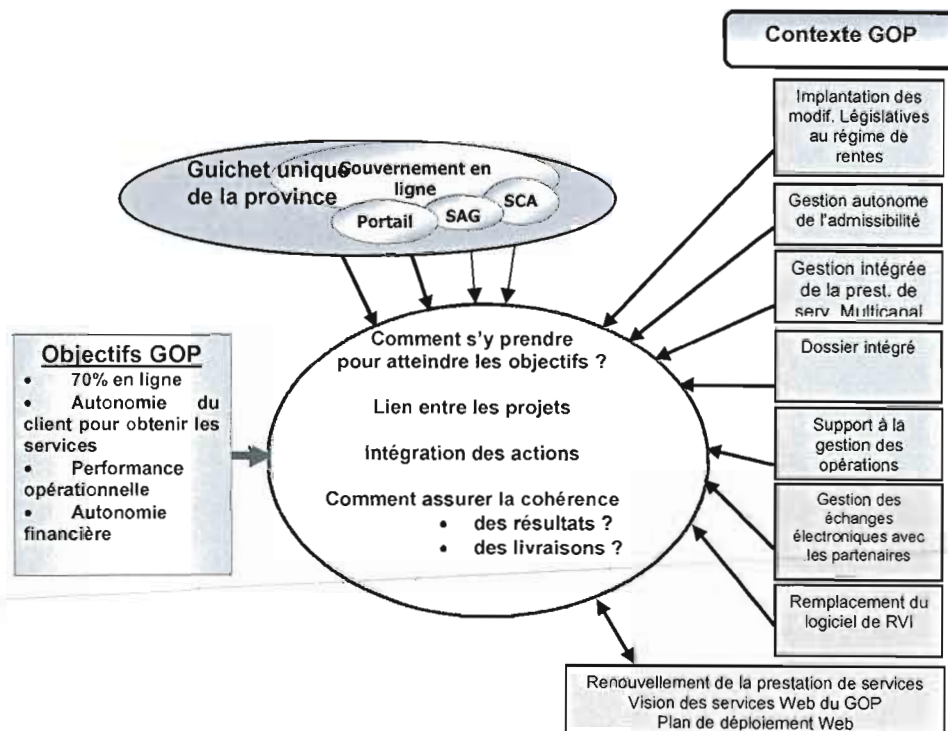 Contexte GOP
Implantation des
modif. Législatives
au régime de
rentes
Gestion autonome
de l'admissibilité
Gestion intégrée
de la prest. de
serv. Multicanal
Dossier intégré
Support à la
gestion des
opérations
Gestion des
échanges
électroniques avec
les partenaires
Remplacement du
logiciel de RVI
Guichet unique
de la province
Gouvernement en
ligne
Portail
SAG
SCA
Objectifs GOP
• 70% en ligne
• Autonomie du
client pour obtenir les
services
• Performance
opérationnelle
• Autonomie
financière
Comment s'y prendre
pour atteindre les objectifs ?
Lien entre les projets
Intégration des actions
Comment assurer la cohérence
• des résultats ?
• des livraisons ?
Renouvellement de la prestation de services
Vision des services Web du GOP
Plan de déploiement Web